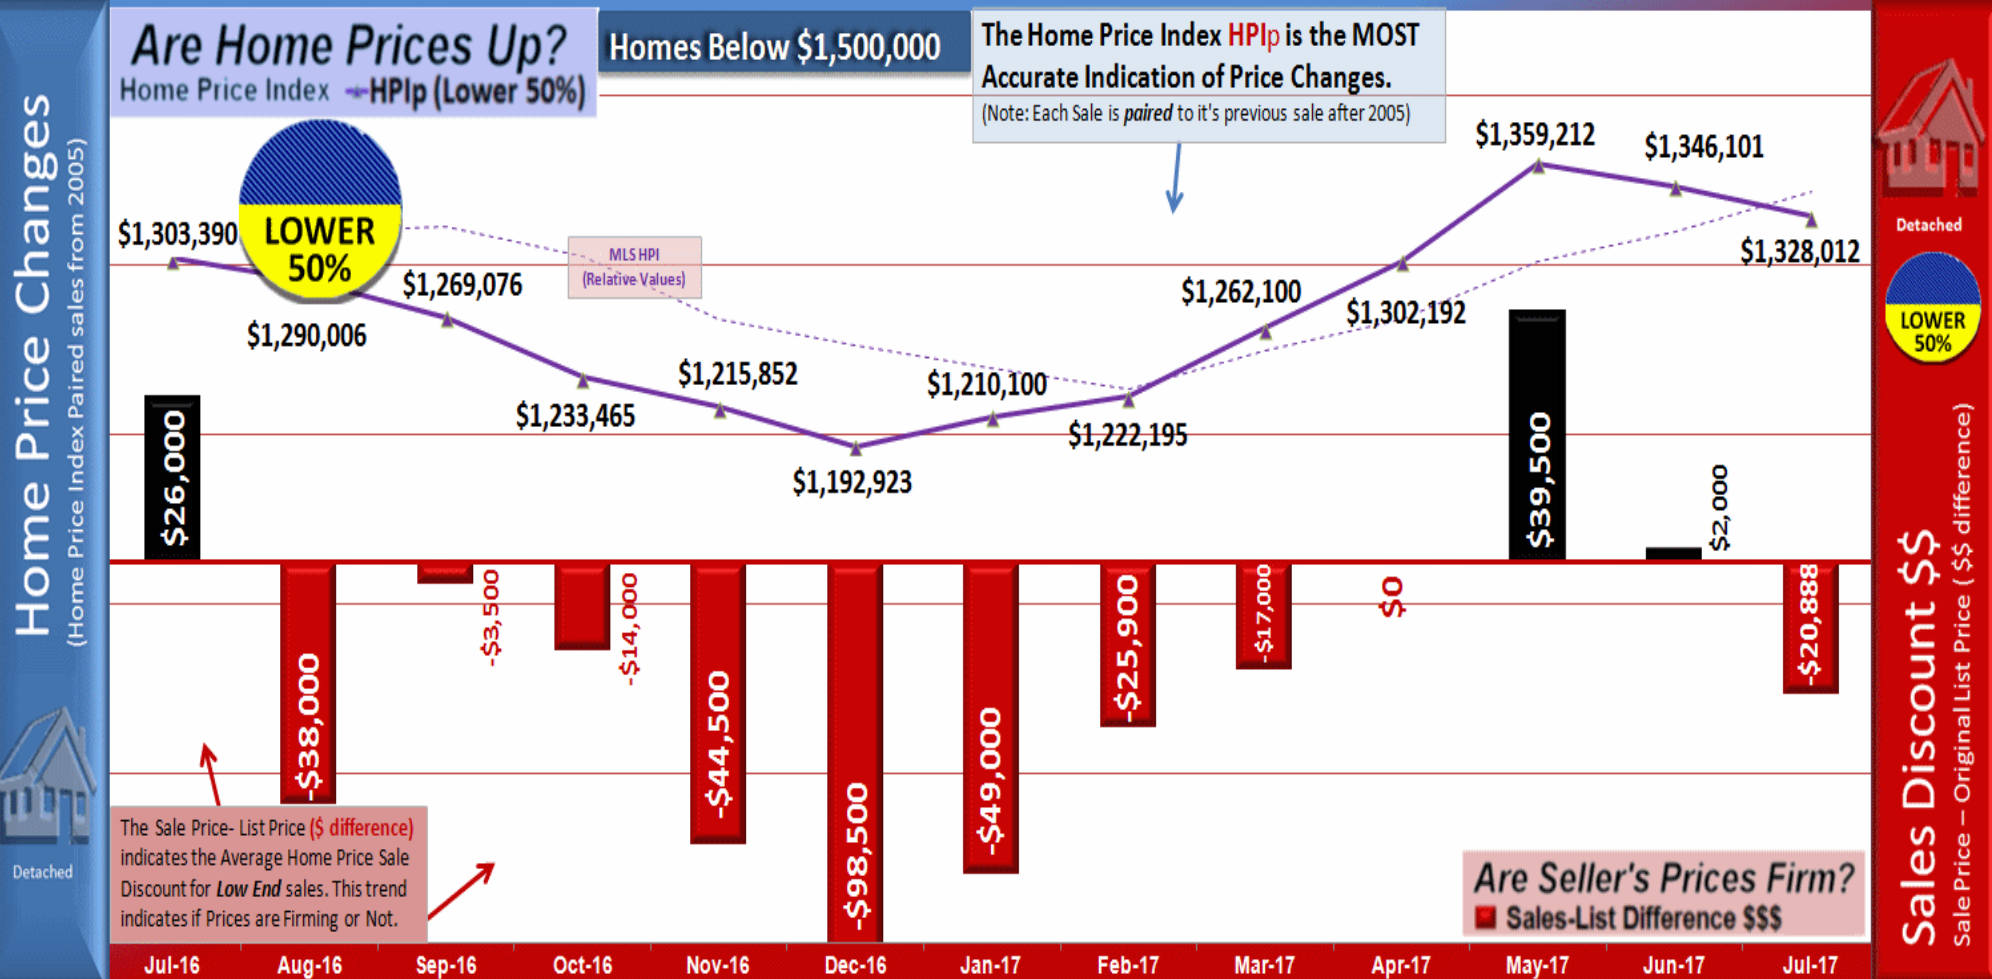 Home Price Changes
(Home Price Index Paired sales from 2005)
Detached
Are Home Prices Up?
Home Price Index HPIp (Lower 50%)
Homes Below $1,500,000
The Home Price Index HPIp is the MOST
Accurate Indication of Price Changes.
(Note: Each Sale is paired to it's previous sale after 2005)
LOWER
50%
MLS HPI
(Relative Values)
$1,303,390
$1,290,006
$1,269,076
$1,233,465
$1,215,852
$1,192,923
$1,210,100
$1,222,195
$1,262,100
$1,302,192
$1,359,212
$1,346,101
$1,328,012
$26,000
-$38,000
-$3,500
-$14,000
-$44,500
-$98,500
-$49,000
-$25,900
-$17,000
$0
$39,500
$2,000
-$20,888
The Sale Price- List Price ($ difference)
indicates the Average Home Price Sale
Discount for Low End sales. This trend
indicates if Prices are Firming or Not.
Are Seller's Prices Firm?
Sales-List Difference $$$
Jul-16 Aug-16 Sep-16 Oct-16 Nov-16 Dec-16 Jan-17 Feb-17 Mar-17 Apr-17 May-17 Jun-17 Jul-17
Detached
LOWER
50%
Sales Discount $$
Sale Price – Original List Price ( $$ difference)